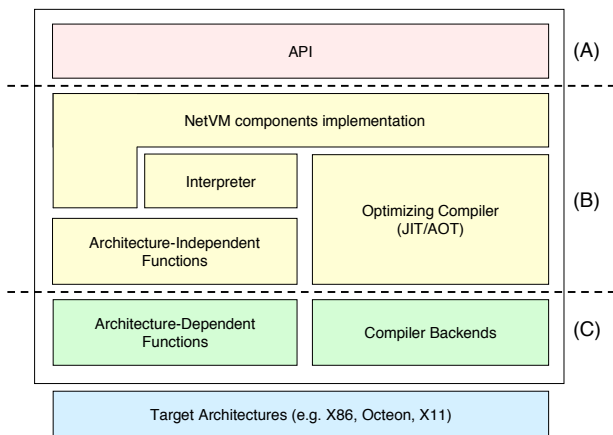 API
(A)
NetVM components implementation
Interpreter
Optimizing Compiler
(JIT/AOT)
(B)
Architecture-Independent
Functions
Architecture-Dependent
Functions
Compiler Backends
(C)
Target Architectures (e.g. X86, Octeon, X11)